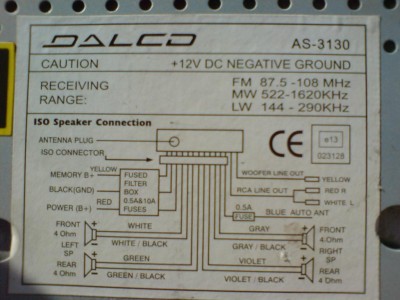 DALCO AS-3130
CAUTION +12V DC NEGATIVE GROUND
RECEIVING RANGE:
FM 87.5 -108 MHz
MW 522-1620KHz
LW 144 - 290KHz
ISO Speaker Connection
ANTENNA PLUG
ISO CONNECTOR
MEMORY B+ YELLOW
BLACK(GND)
POWER (B+) RED
FUSED
FILTER
BOX
0.5A&10A
FUSES
WOOFER LINE OUT YELLOW
RCA LINE OUT RED R
WHITE. L
0.5A
FUSE
BLUE AUTO ANT
e13
023128
CE
FRONT
4 Ohm
WHITE
WHITE / BLACK
LEFT
SP
REAR
4 Ohm
GREEN
GREEN / BLACK
GRAY
GRAY / BLACK
FRONT
4 Ohm
RIGHT
SP
VIOLET
VIOLET / BLACK
REAR
4 Ohm